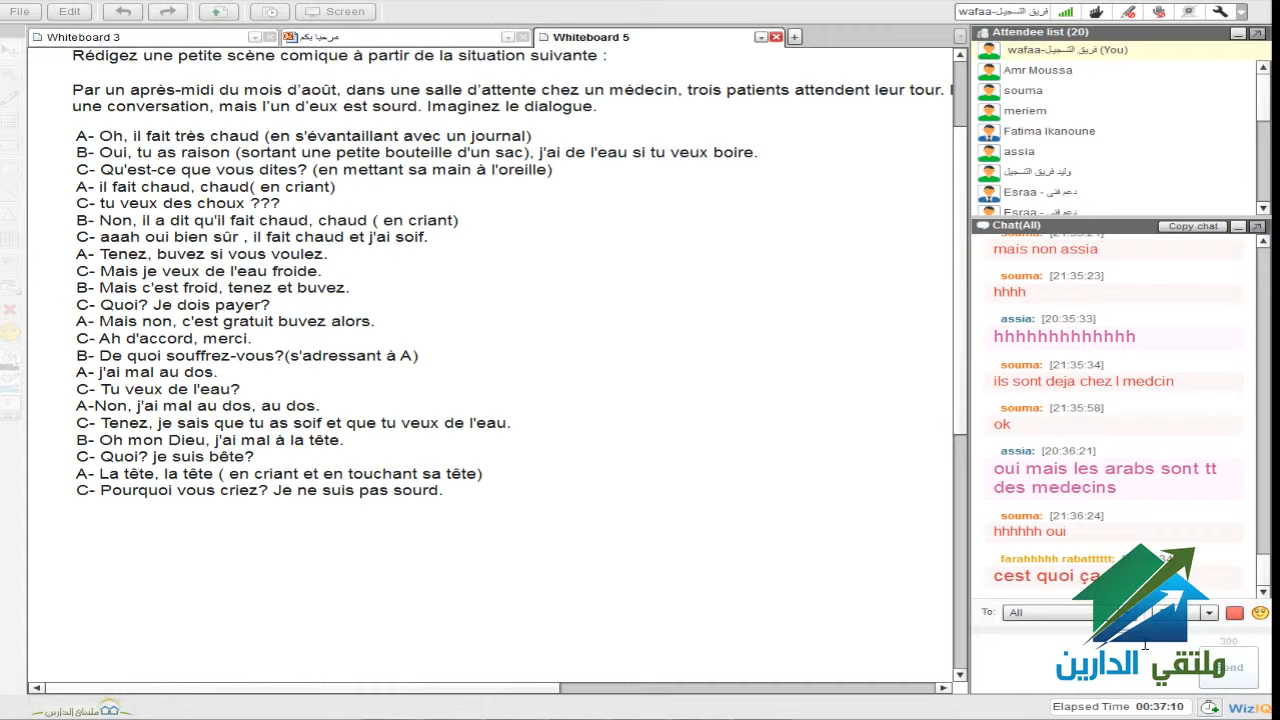 File
Edit
Screen
wafaa-فريق التسجيل
Whiteboard 3
مرحبا بكم
Whiteboard 5
Rédigez une petite scène comique à partir de la situation suivante :
Par un après-midi du mois d'août, dans une salle d'attente chez un médecin, trois patients attendent leur tour.
une conversation, mais l'un d'eux est sourd. Imaginez le dialogue.
A- Oh, il fait très chaud (en s'évantaillant avec un journal)
B- Oui, tu as raison (sortant une petite bouteille d'un sac), j'ai de l'eau si tu veux boire.
C- Qu'est-ce que vous dites? (en mettant sa main à l'oreille)
A- il fait chaud, chaud( en criant)
C- tu veux des choux ???
B- Non, il a dit qu'il fait chaud, chaud ( en criant)
C- aaah oui bien sûr , il fait chaud et j'ai soif.
A- Tenez, buvez si vous voulez.
C- Mais je veux de l'eau froide.
B- Mais c'est froid, tenez et buvez.
C- Quoi? Je dois payer?
A- Mais non, c'est gratuit buvez alors.
C- Ah d'accord, merci.
B- De quoi souffrez-vous?(s'adressant à A)
A- j'ai mal au dos.
C- Tu veux de l'eau?
A-Non, j'ai mal au dos, au dos.
C- Tenez, je sais que tu as soif et que tu veux de l'eau.
B- Oh mon Dieu, j'ai mal à la tête.
C- Quoi? je suis bête?
A- La tête, la tête ( en criant et en touchant sa tête)
C- Pourquoi vous criez? Je ne suis pas sourd.
Attendee list (20)
wafaa-فريق التسجيل (You)
Amr Moussa
souma
meriem
Fatima Ikanoune
assia
وليد فريق التسجيل
Esraa - دعم فنى
Esraa - دعم فنى
Chat(All)
Copy chat
mais non assia
souma: [21:35:23]
hhhh
assia: [20:35:33]
hhhhhhhhhhhhh
souma: [21:35:34]
ils sont deja chez l medcin
souma: [21:35:58]
ok
assia: [20:36:21]
oui mais les arabs sont tt
des medecins
souma: [21:36:24]
hhhhhh oui
farahhhhh rabattttttt:
cest quoi ça
To: All
300
ملتقي الدارين
ملتقى الدارين
Elapsed Time 00:37:10
WizIQ